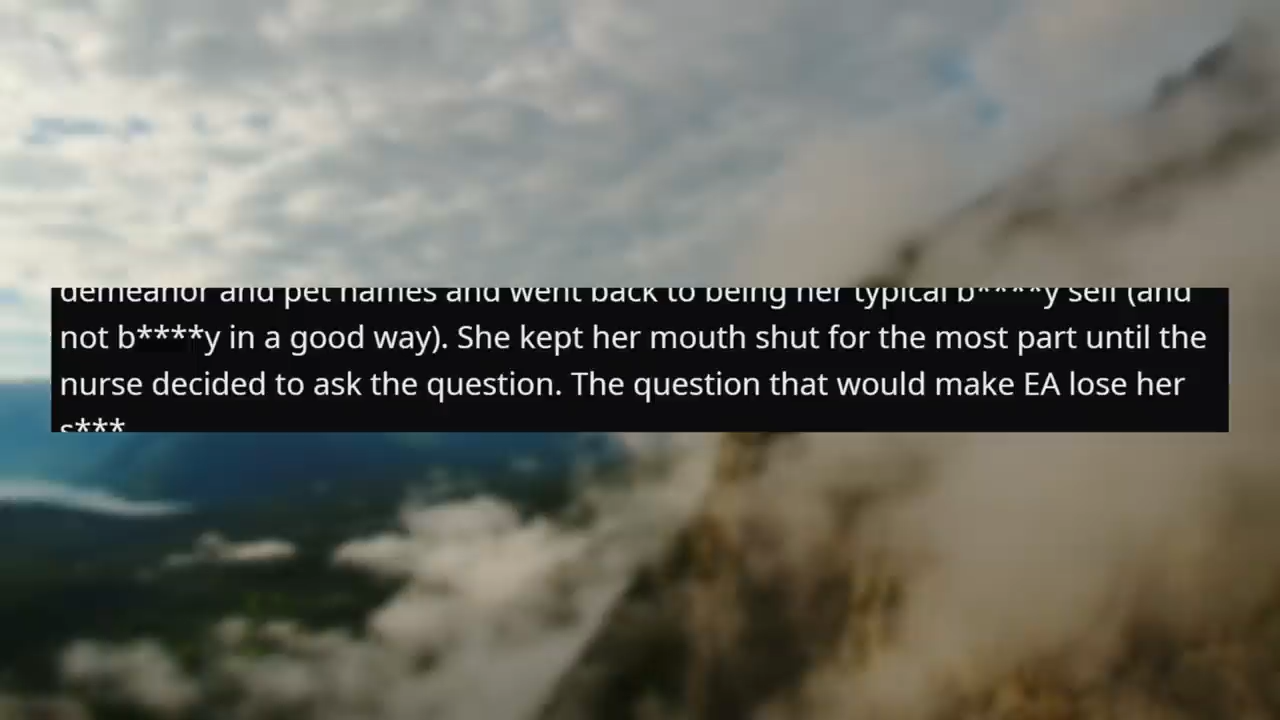 demeanor and pet names and went back to being her typical b****y self (and
not b****y in a good way). She kept her mouth shut for the most part until the
nurse decided to ask the question. The question that would make EA lose her
s***